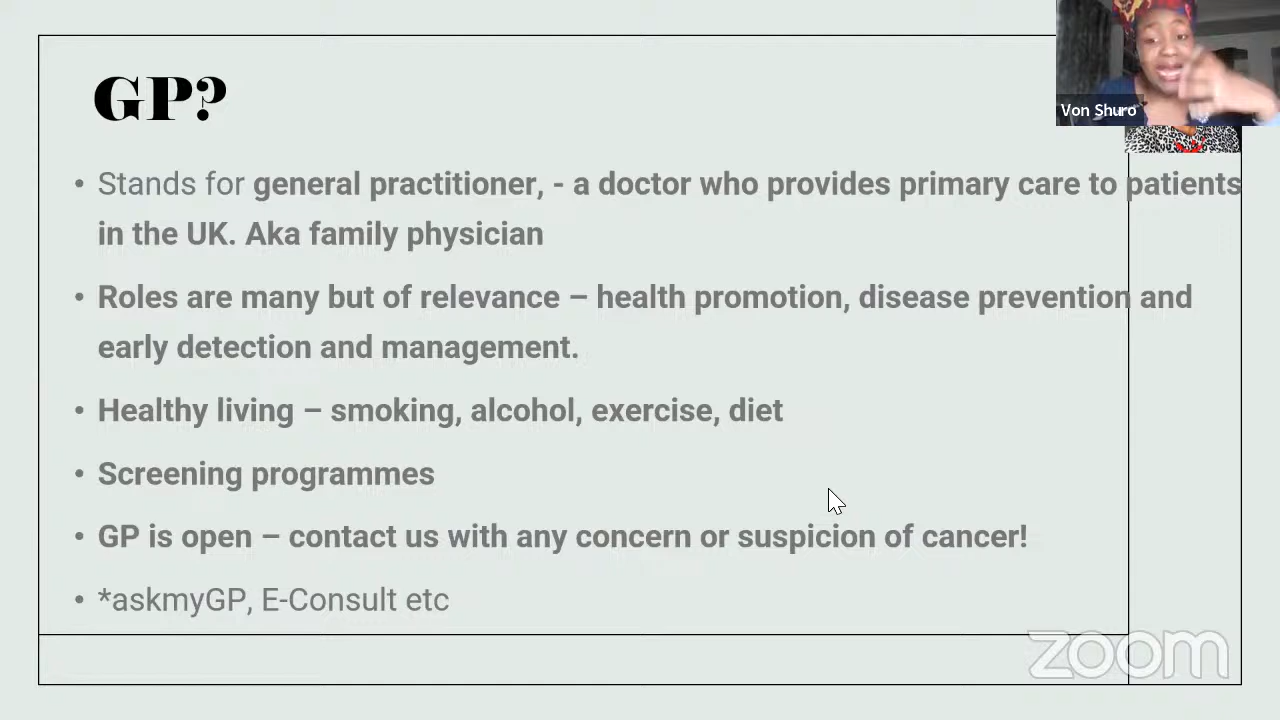 GP?
Von Shuro
• Stands for general practitioner, - a doctor who provides primary care to patients
in the UK. Aka family physician
• Roles are many but of relevance – health promotion, disease prevention and
early detection and management.
• Healthy living – smoking, alcohol, exercise, diet
• Screening programmes
• GP is open – contact us with any concern or suspicion of cancer!
• *askmyGP, E-Consult etc
zoom